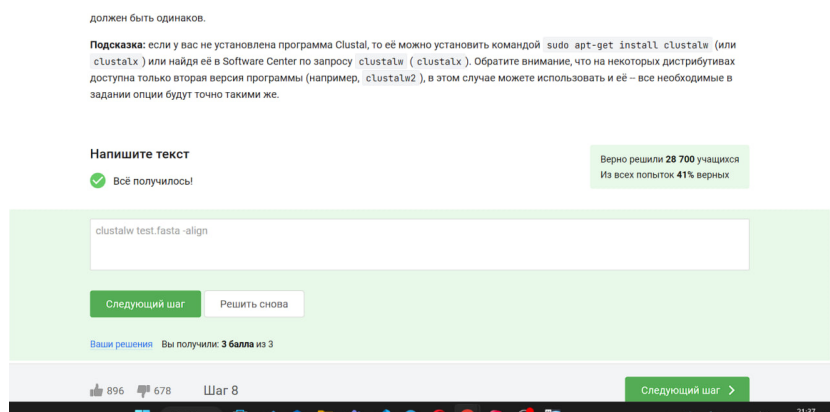 должен быть одинаков.
Подсказка: если у вас не установлена программа Clustal, то её можно установить командой sudo apt-get install clustalw (или
clustalx ) или найдя её в Software Center по запросу clustalw ( clustalx ). Обратите внимание, что на некоторых дистрибутивах
доступна только вторая версия программы (например, clustalw2 ), в этом случае можете использовать и её – все необходимые в
задании опции будут точно такими же.
Напишите текст
Верно решили 28 700 учащихся
Из всех попыток 41% верных
Всё получилось!
clustalw test.fasta -align
Следующий шаг
Решить снова
Ваши решения Вы получили: 3 балла из 3
896 678 Шаг 8
Следующий шаг
21:37